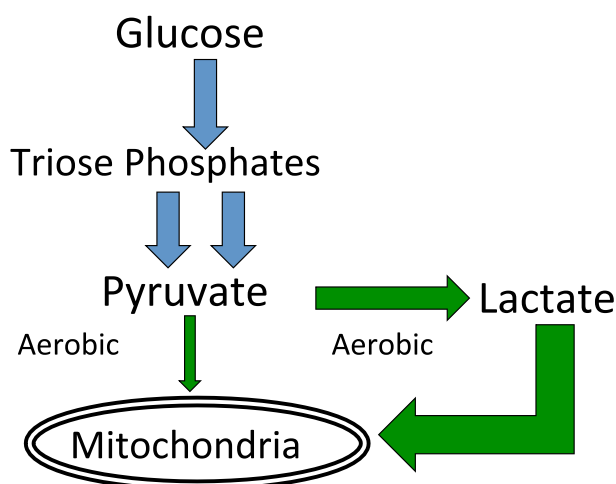 Glucose
Triose Phosphates
Pyruvate
Lactate
Aerobic
Aerobic
Mitochondria